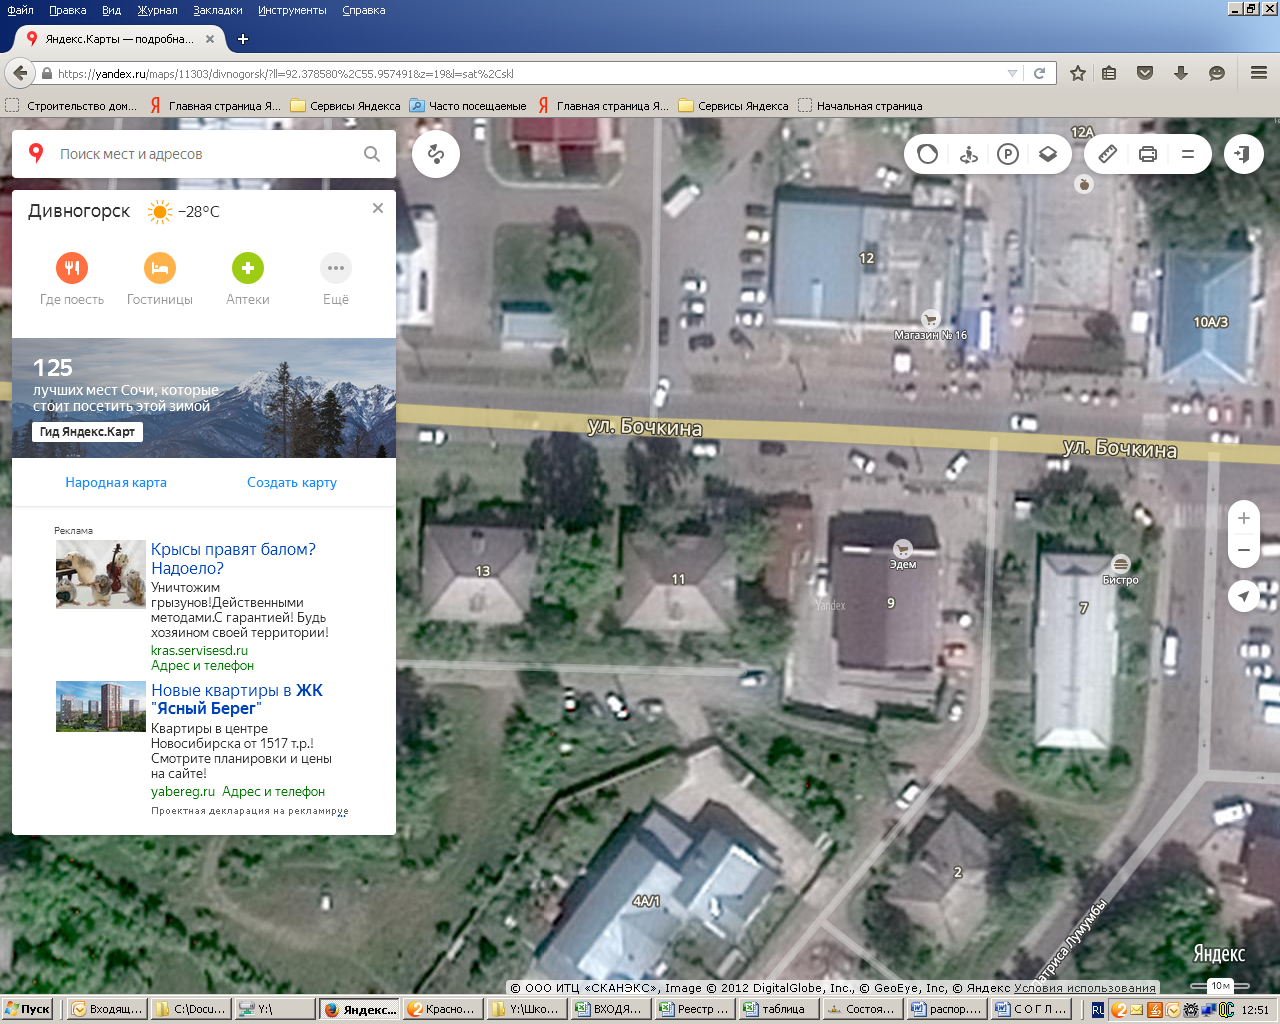 Файл Правка Вид Журнал Закладки Инструменты Справка
Яндекс.Карты — подробна...
https://yandex.ru/maps/11303/divnogorsk/?ll=92.378580%2C55.957491&z=19&l=sat%2Cskl
Строительство дом... Главная страница Я... Сервисы Яндекса Часто посещаемые Главная страница Я... Сервисы Яндекса Начальная страница
Поиск мест и адресов
Дивногорск −28°C
Где поесть Гостиницы Аптеки Ещё
125
лучших мест Сочи, которые
стоит посетить этой зимой
Гид Яндекс.Карт
Народная карта Создать карту
Реклама
Крысы правят балом?
Надоело?
Уничтожим
грызунов!Действенными
методами.С гарантией! Будь
хозяином своей территории!
kras.servisesd.ru
Адрес и телефон
Новые квартиры в ЖК
"Ясный Берег"
Квартиры в центре
Новосибирска от 1517 т.р.!
Смотрите планировки и цены
на сайте!
yabereg.ru Адрес и телефон
Проектная декларация на рекламируе
12А
12
Магазин № 16
10А/3
ул. Бочкина
ул. Бочкина
13
11
Эдем
9
Yandex
Бистро
7
2
4А/1
атриса Лумумбы
Яндекс
10 м
© ООО ИТЦ «СКАНЭКС», Image © 2012 DigitalGlobe, Inc., © GeoEye, Inc, © Яндекс Условия использования
Пуск Входящ... C:\Docu... Y:\ Яндекс... Красно... Y:\Шко... ВХОДЯ... Реестр ... таблица Состоя... распор... С О Г Л ... RU 12:51